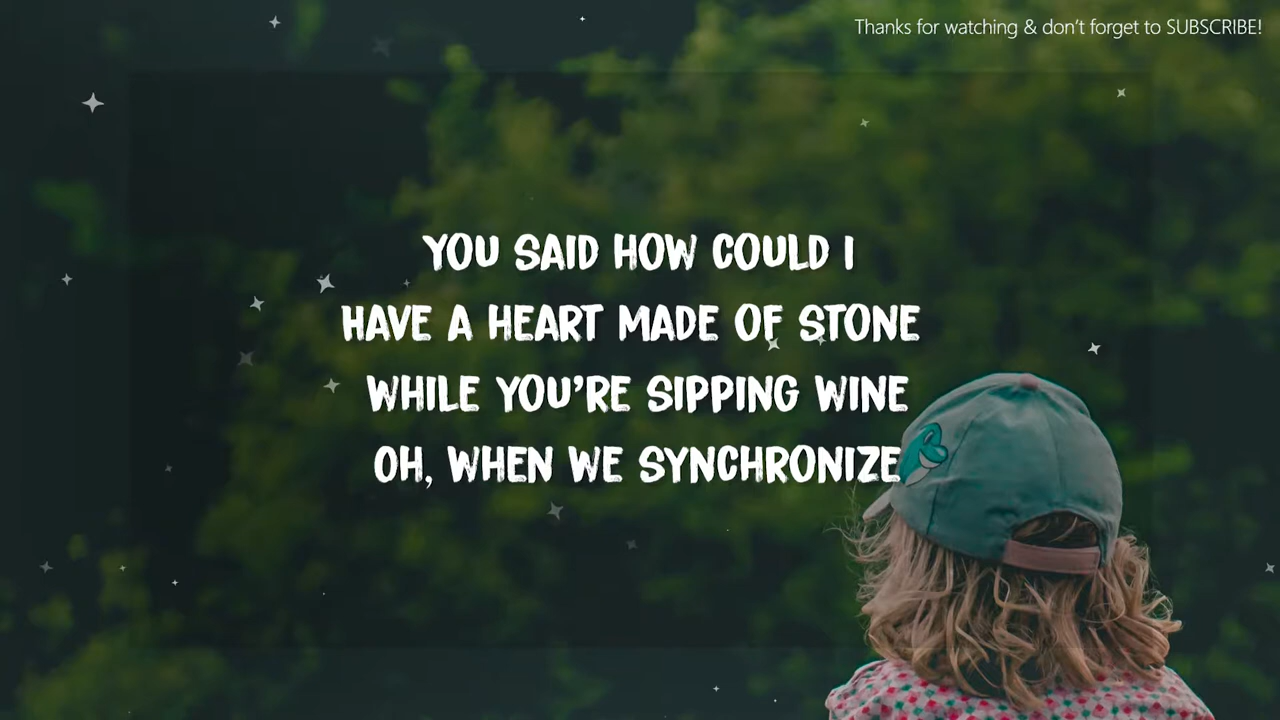 Thanks for watching & don't forget to SUBSCRIBE!
YOU SAID HOW COULD I
HAVE A HEART MADE OF STONE
WHILE YOU'RE SIPPING WINE
OH, WHEN WE SYNCHRONIZE